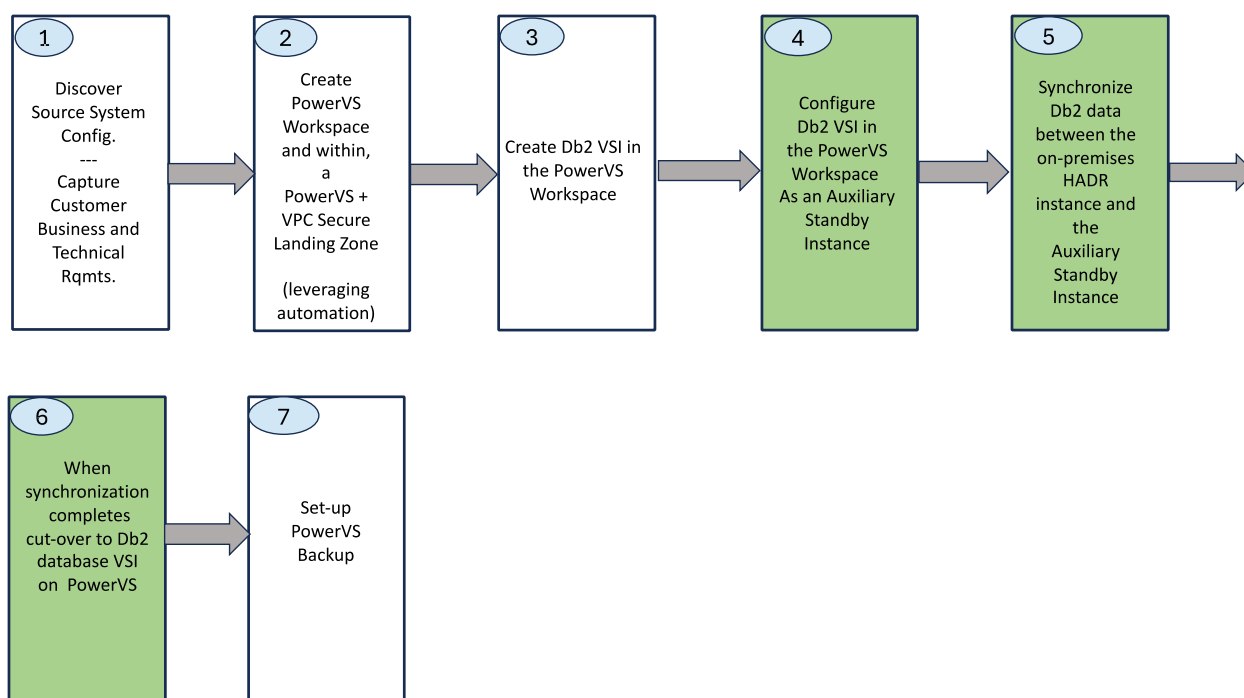 1
Discover
Source System
Config.
---
Capture
Customer
Business and
Technical
Rqmts.
2
Create
PowerVS
Workspace
and within,
a
PowerVS +
VPC Secure
Landing Zone
(leveraging
automation)
3
Create Db2 VSI in
the PowerVS
Workspace
4
Configure
Db2 VSI in
the PowerVS
Workspace
As an Auxiliary
Standby
Instance
5
Synchronize
Db2 data
between the
on-premises
HADR
instance and
the
Auxiliary
Standby
Instance
6
When
synchronization
completes
cut-over to Db2
database VSI
on PowerVS
7
Set-up
PowerVS
Backup